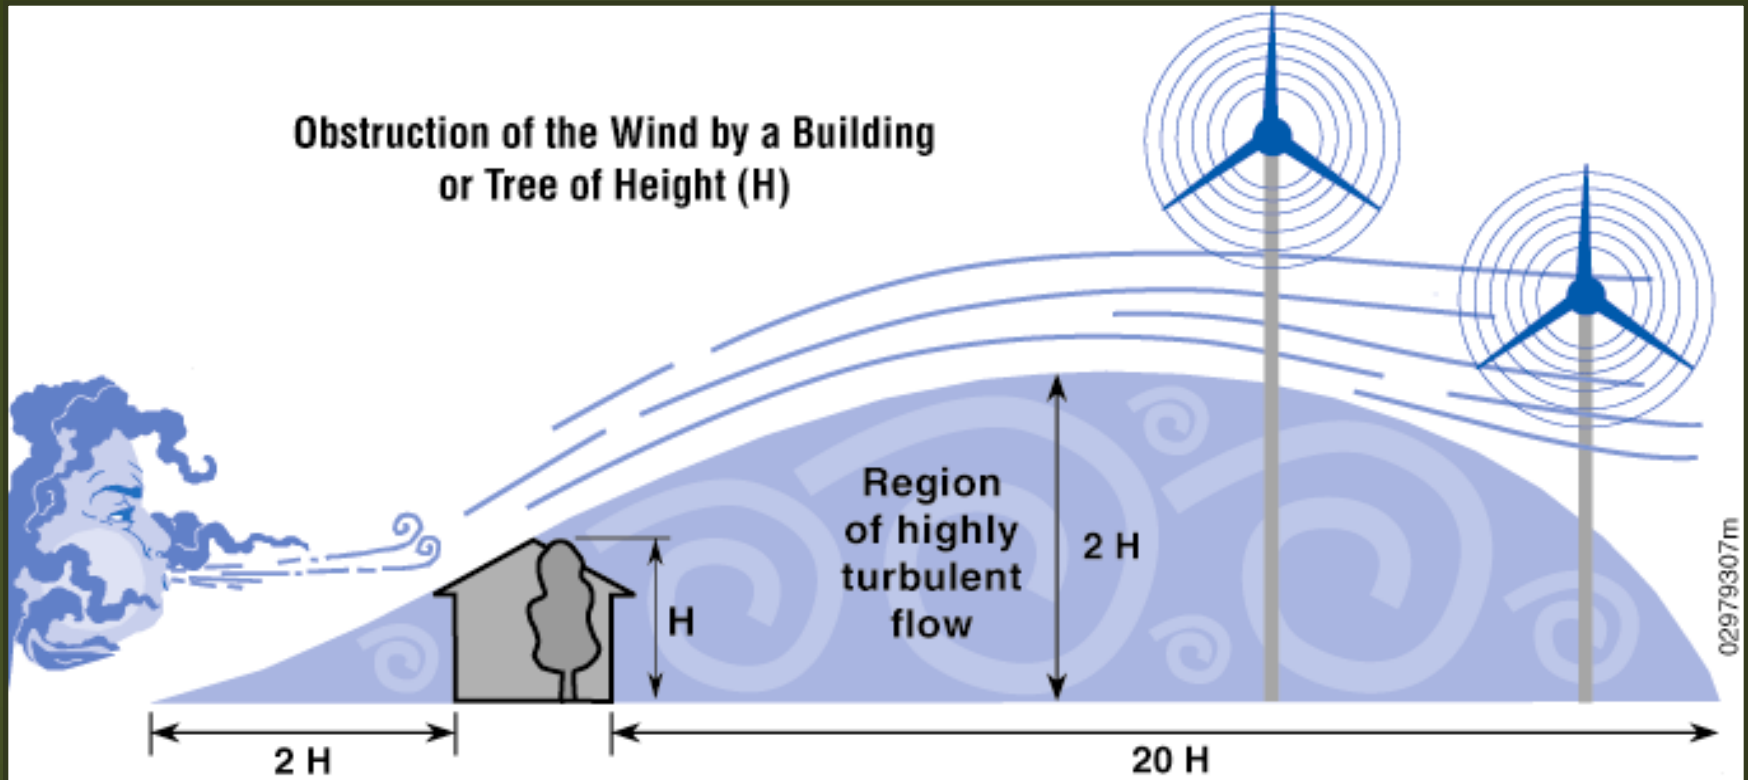 Obstruction of the Wind by a Building
or Tree of Height (H)
Region
of highly
turbulent
flow
2 H
H
2 H
20 H
02979307m